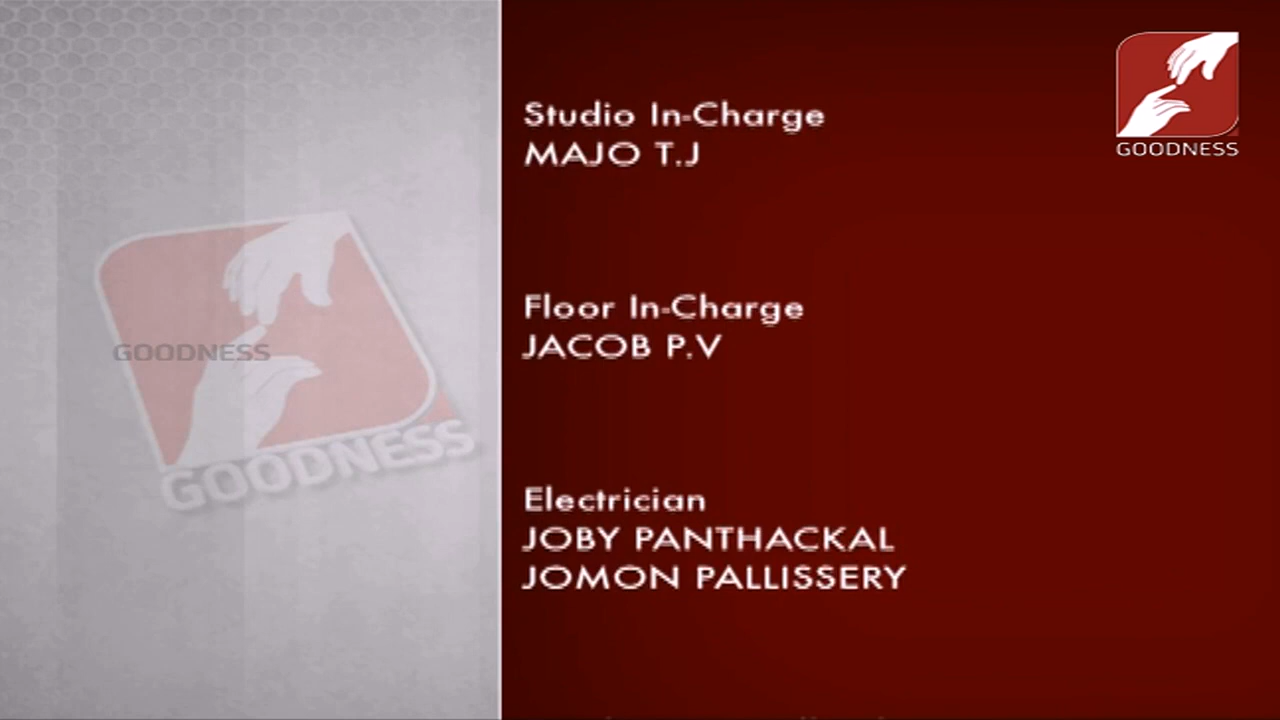 Studio In-Charge
MAJO T.J
Floor In-Charge
JACOB P.V
Electrician
JOBY PANTHACKAL
JOMON PALLISSERY
GOODNESS
GOODNESS
GOODNESS